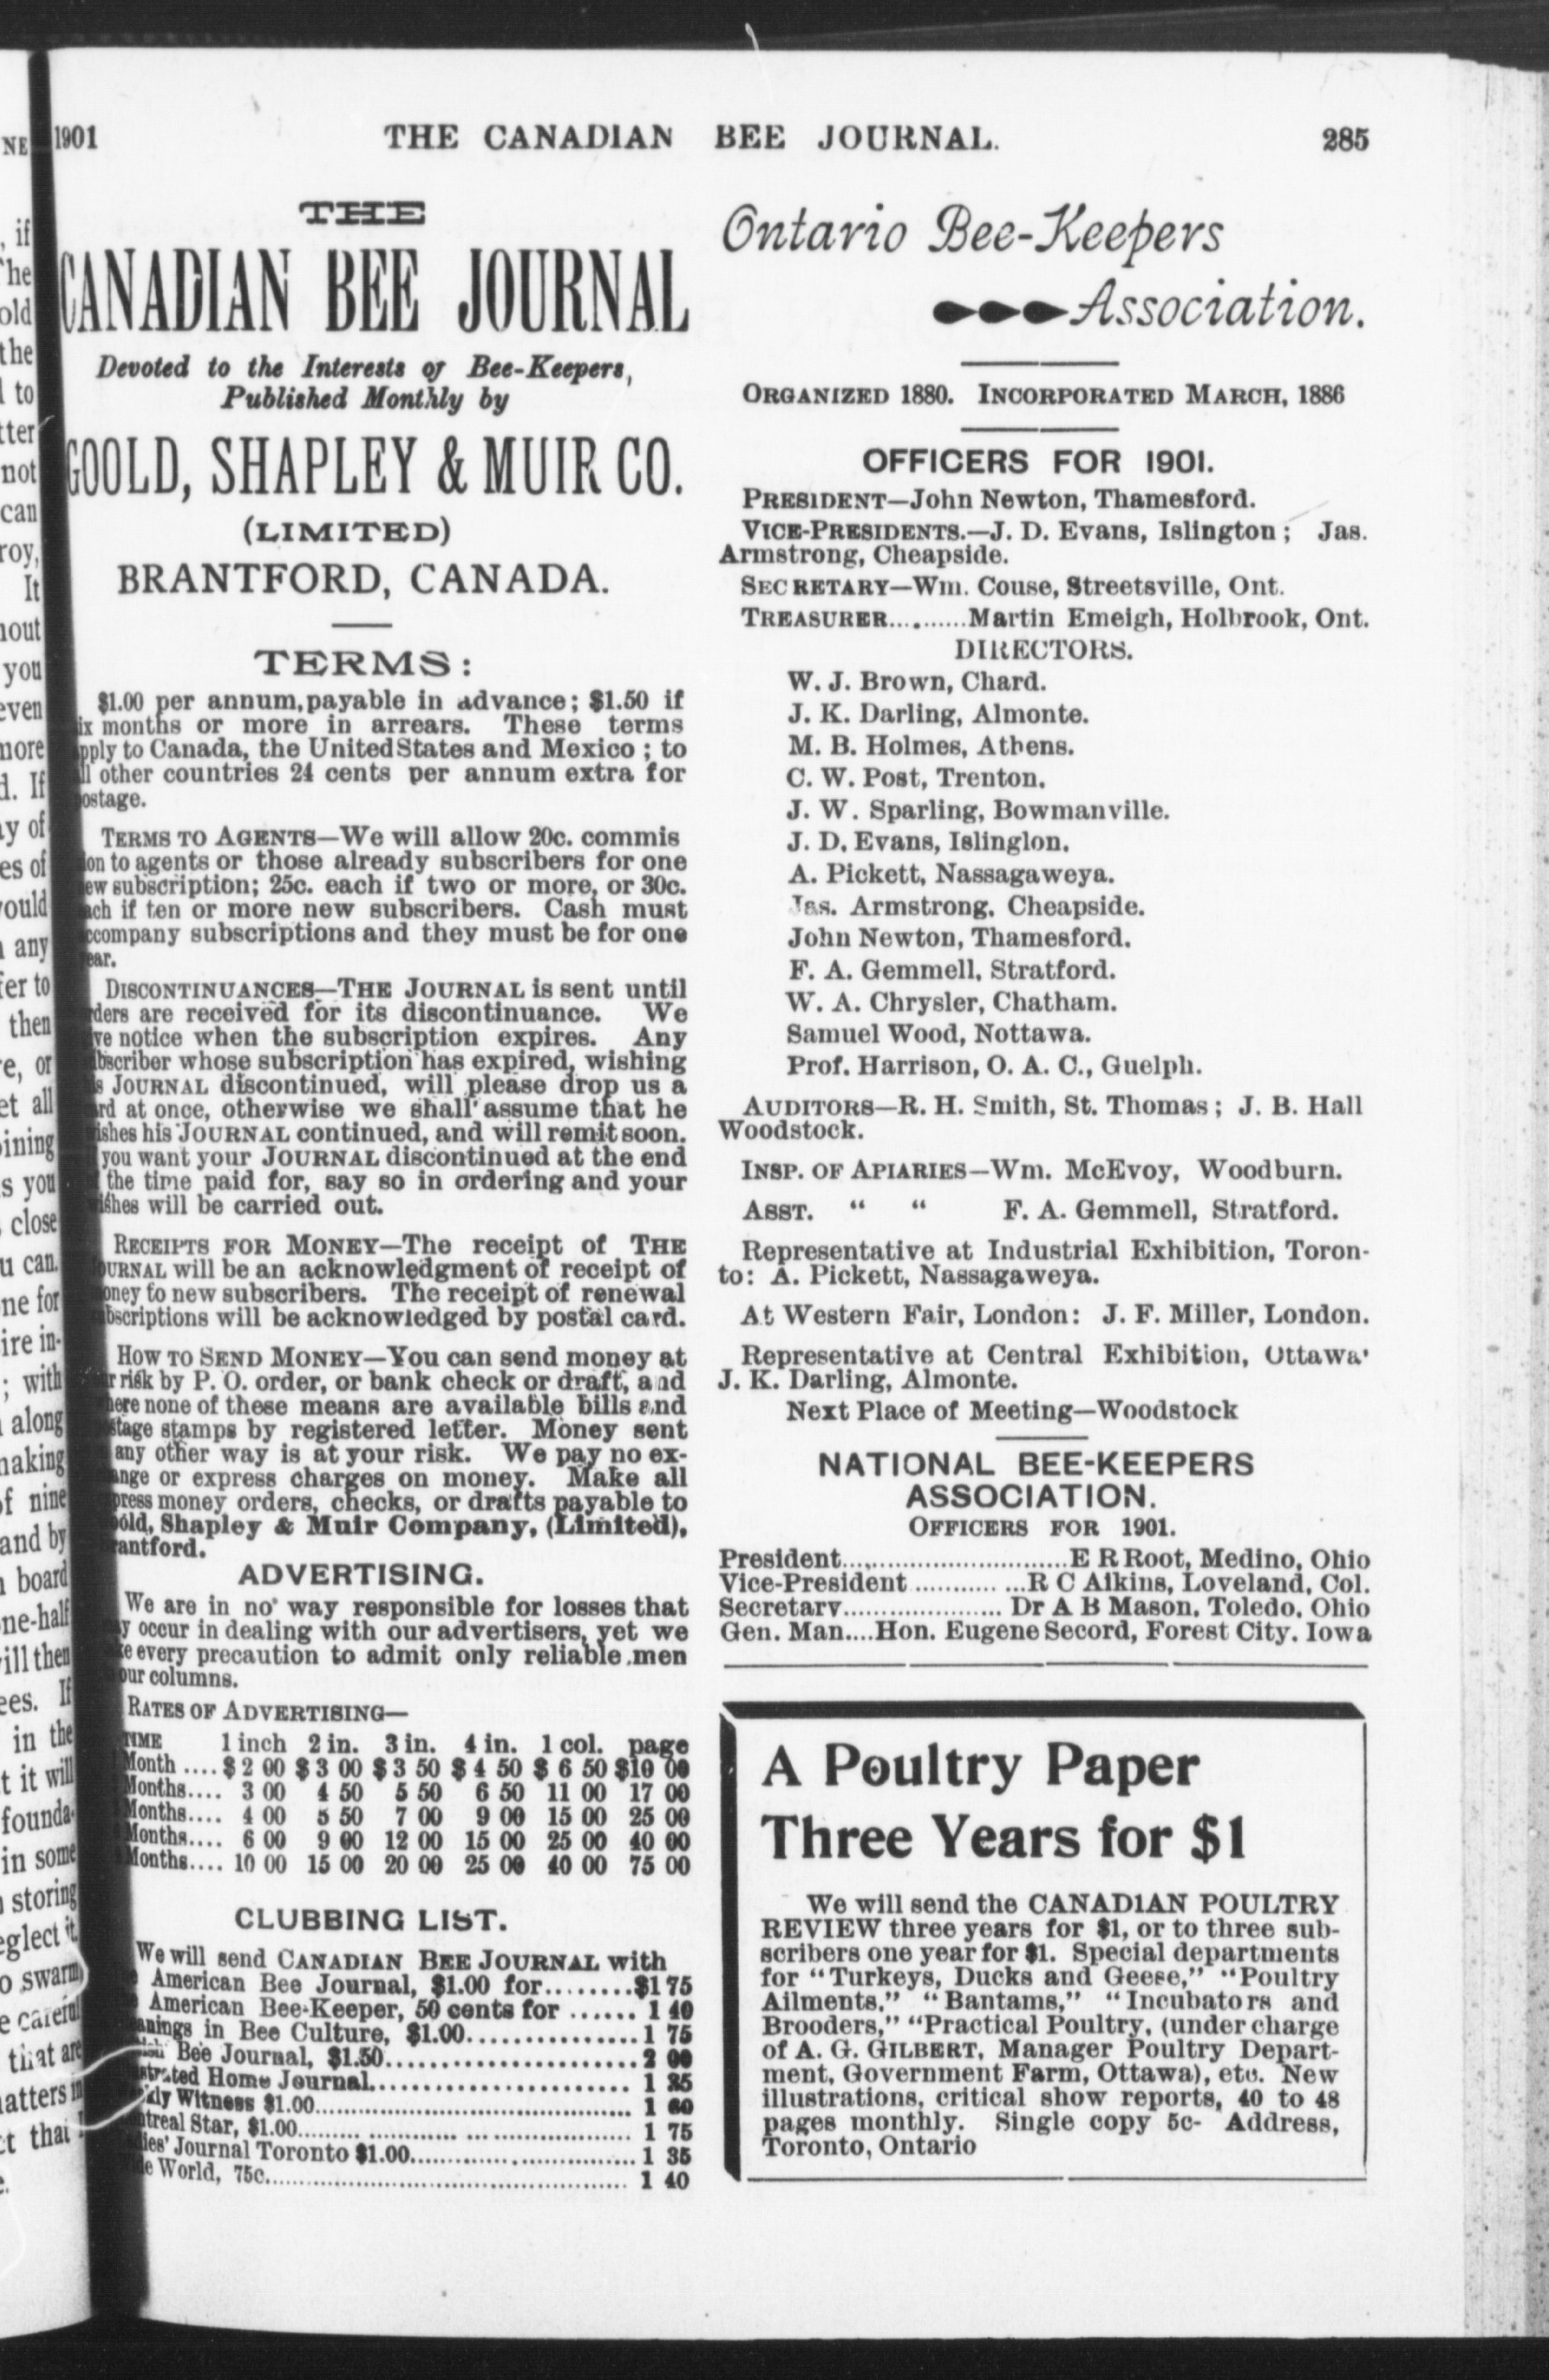 1901 THE CANADIAN BEE JOURNAL. 285
THE
CANADIAN BEE JOURNAL
Devoted to the Interests of Bee-Keepers,
Published Monthly by
GOOLD, SHAPLEY & MUIR CO.
(LIMITED)
BRANTFORD, CANADA.
TERMS:
$1.00 per annum, payable in advance; $1.50 if
ix months or more in arrears. These terms
pply to Canada, the United States and Mexico; to
ll other countries 24 cents per annum extra for
ostage.
TERMS TO AGENTS—We will allow 20c. commis
ion to agents or those already subscribers for one
ew subscription; 25c. each if two or more, or 30c.
ach if ten or more new subscribers. Cash must
ccompany subscriptions and they must be for one
ear.
DISCONTINUANCES—THE JOURNAL is sent until
rders are received for its discontinuance. We
ve notice when the subscription expires. Any
bscriber whose subscription has expired, wishing
s JOURNAL discontinued, will please drop us a
rd at once, otherwise we shall assume that he
ishes his JOURNAL continued, and will remit soon.
you want your JOURNAL discontinued at the end
the time paid for, say so in ordering and your
ishes will be carried out.
RECEIPTS FOR MONEY—The receipt of THE
OURNAL will be an acknowledgment of receipt of
oney to new subscribers. The receipt of renewal
bscriptions will be acknowledged by postal card.
HOW TO SEND MONEY—You can send money at
r risk by P. O. order, or bank check or draft, and
here none of these means are available bills and
stage stamps by registered letter. Money sent
any other way is at your risk. We pay no ex-
ange or express charges on money. Make all
press money orders, checks, or drafts payable to
oold, Shapley & Muir Company, (Limited),
rantford.
ADVERTISING.
We are in no way responsible for losses that
y occur in dealing with our advertisers, yet we
ke every precaution to admit only reliable men
our columns.
RATES OF ADVERTISING—
TIME 1 inch 2 in. 3 in. 4 in. 1 col. page
Month .... $2 00 $3 00 $3 50 $4 50 $6 50 $10 00
Months.... 3 00 4 50 5 50 6 50 11 00 17 00
Months.... 4 00 5 50 7 00 9 00 15 00 25 00
Months.... 6 00 9 00 12 00 15 00 25 00 40 00
Months.... 10 00 15 00 20 00 25 00 40 00 75 00
CLUBBING LIST.
We will send CANADIAN BEE JOURNAL with
American Bee Journal, $1.00 for.........$1 75
American Bee-Keeper, 50 cents for ...... 1 40
anings in Bee Culture, $1.00................1 75
Bee Journal, $1.50.......................2 00
strated Home Journal........................ 1 35
kly Witness $1.00............................ 1 60
treal Star, $1.00............................ 1 75
ies' Journal Toronto $1.00....................... 1 35
e World, 75c............................ 1 40
Ontario Bee-Keepers
Association.
ORGANIZED 1880. INCORPORATED MARCH, 1886
OFFICERS FOR 1901.
PRESIDENT—John Newton, Thamesford.
VICE-PRESIDENTS.—J. D. Evans, Islington; Jas.
Armstrong, Cheapside.
SECRETARY—Wm. Couse, Streetsville, Ont.
TREASURER..........Martin Emeigh, Holbrook, Ont.
DIRECTORS.
W. J. Brown, Chard.
J. K. Darling, Almonte.
M. B. Holmes, Athens.
C. W. Post, Trenton.
J. W. Sparling, Bowmanville.
J. D. Evans, Islinglon.
A. Pickett, Nassagaweya.
Jas. Armstrong. Cheapside.
John Newton, Thamesford.
F. A. Gemmell, Stratford.
W. A. Chrysler, Chatham.
Samuel Wood, Nottawa.
Prof. Harrison, O. A. C., Guelph.
AUDITORS—R. H. Smith, St. Thomas; J. B. Hall
Woodstock.
INSP. OF APIARIES—Wm. McEvoy, Woodburn.
ASST. " " F. A. Gemmell, Stratford.
Representative at Industrial Exhibition, Toron-
to: A. Pickett, Nassagaweya.
At Western Fair, London: J. F. Miller, London.
Representative at Central Exhibition, Ottawa'
J. K. Darling, Almonte.
Next Place of Meeting—Woodstock
NATIONAL BEE-KEEPERS
ASSOCIATION.
OFFICERS FOR 1901.
President..............................E R Root, Medino, Ohio
Vice-President ..............R C Aikins, Loveland, Col.
Secretary...................... Dr A B Mason, Toledo, Ohio
Gen. Man....Hon. Eugene Secord, Forest City. Iowa
A Poultry Paper
Three Years for $1
We will send the CANAD1AN POULTRY
REVIEW three years for $1, or to three sub-
scribers one year for $1. Special departments
for "Turkeys, Ducks and Geese," "Poultry
Ailments," "Bantams," "Incubators and
Brooders," "Practical Poultry, (under charge
of A. G. GILBERT, Manager Poultry Depart-
ment, Government Farm, Ottawa), etc. New
illustrations, critical show reports, 40 to 48
pages monthly. Single copy 5c- Address,
Toronto, Ontario